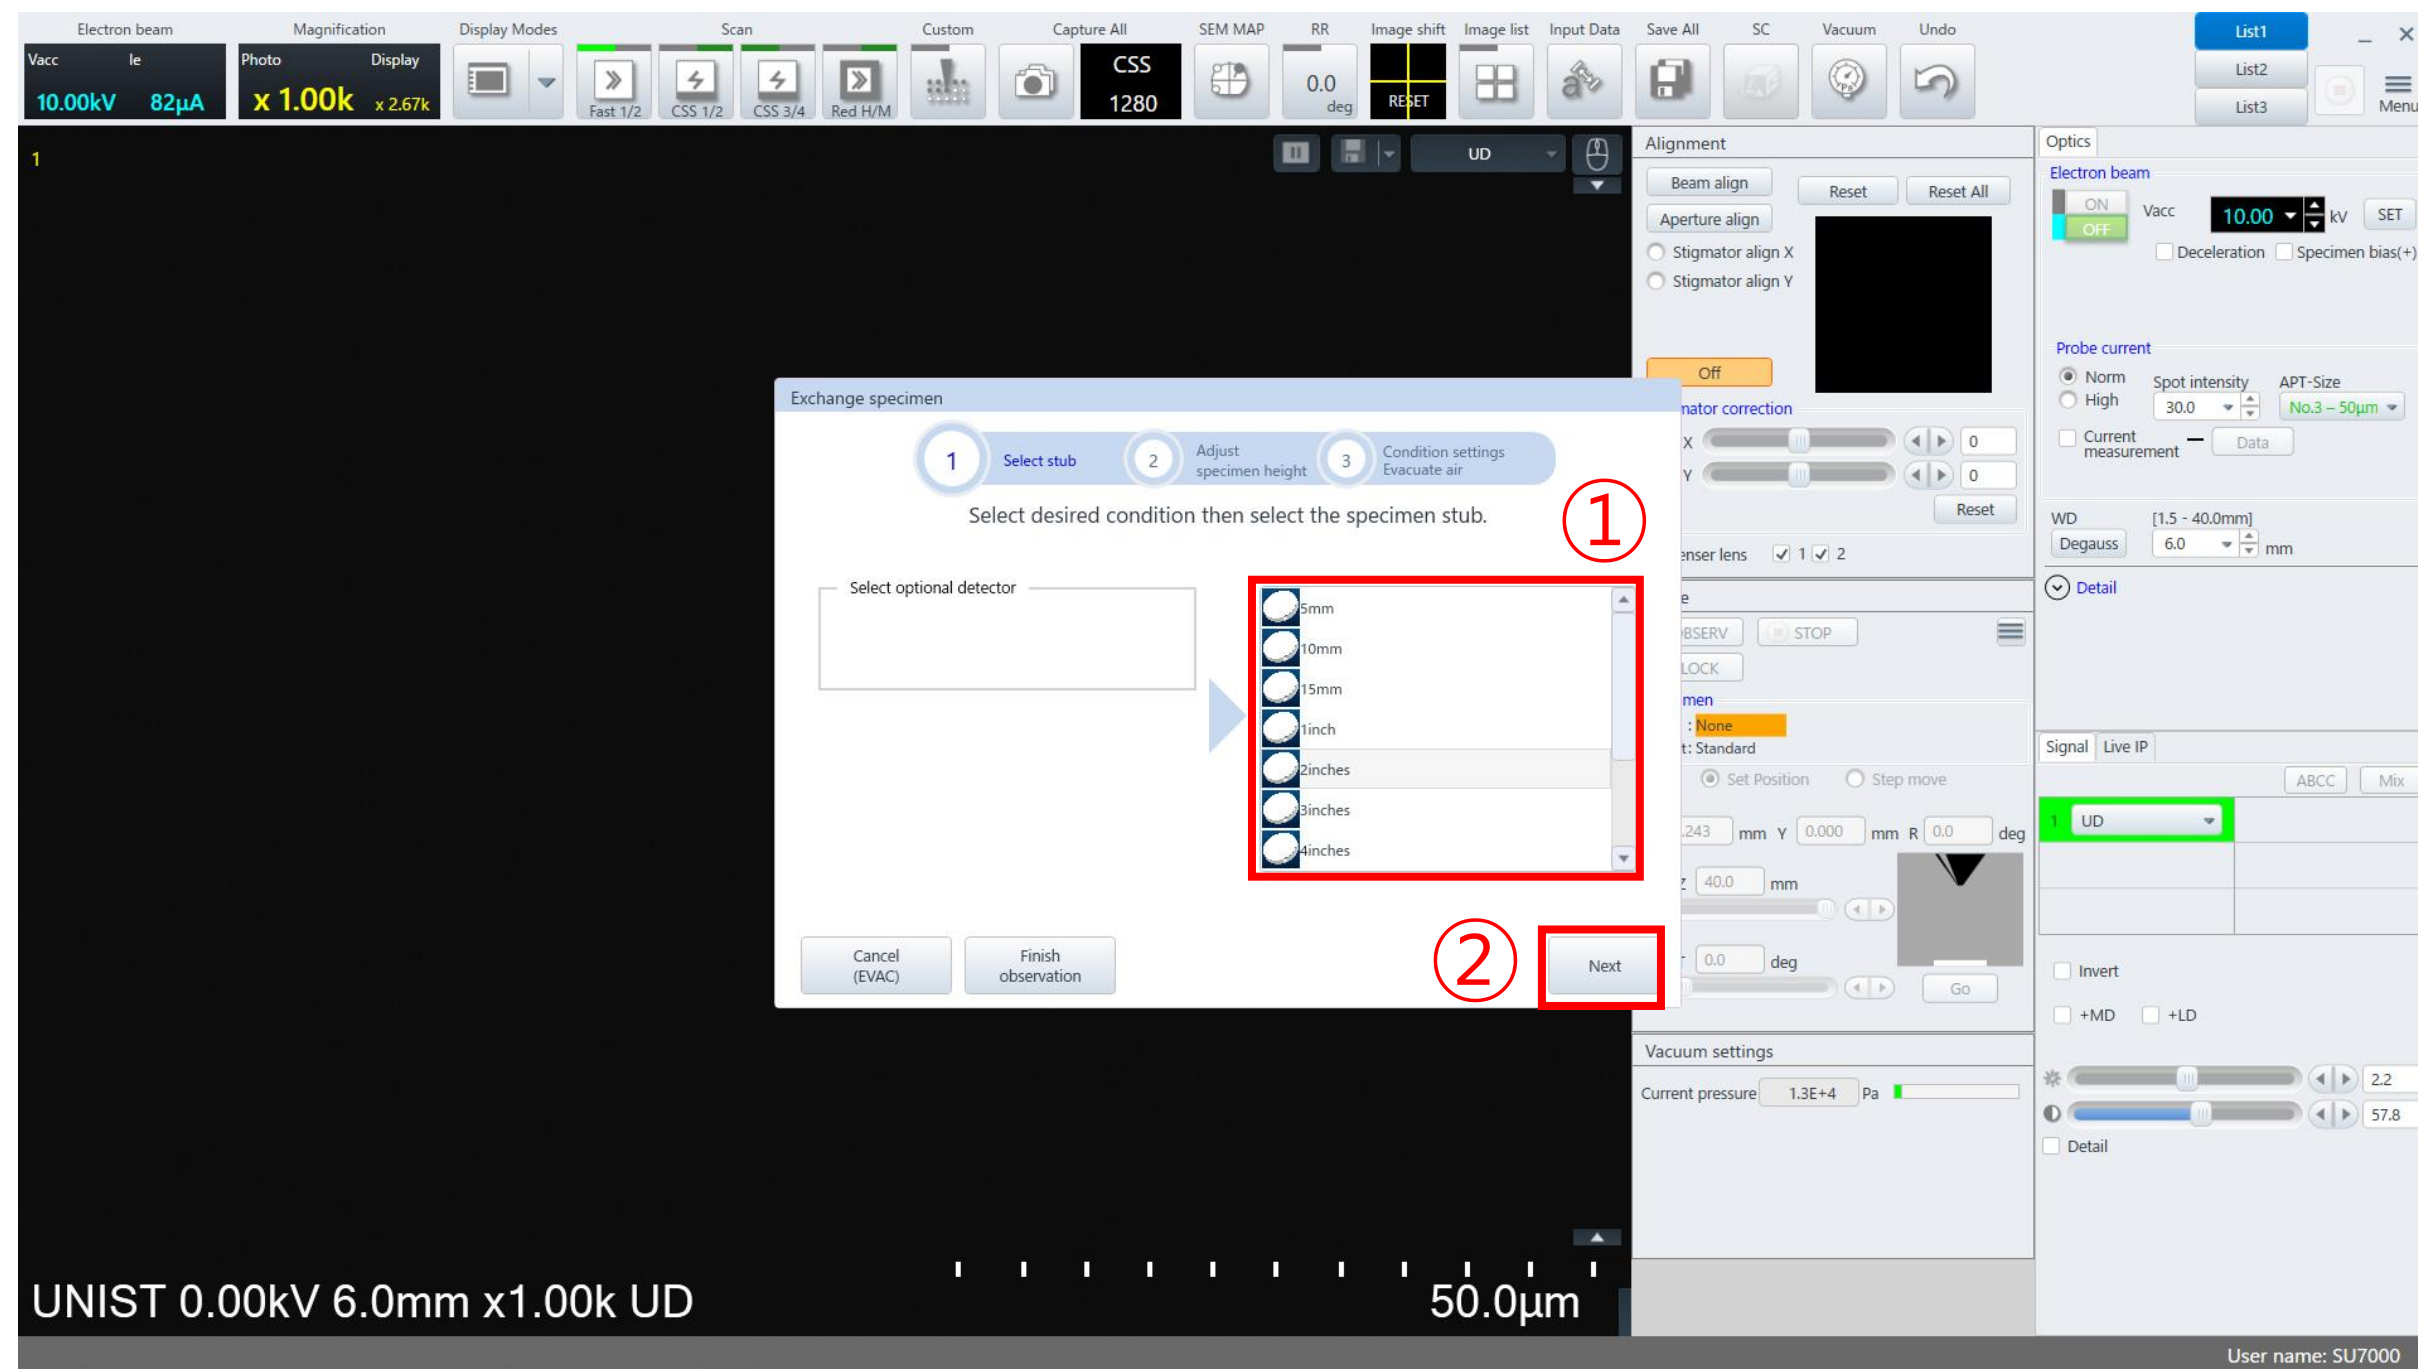 Electron beam
Vacc Ie
10.00kV 82µA
Magnification
Photo Display
x 1.00k x 2.67k
Display Modes
Scan
Fast 1/2 CSS 1/2 CSS 3/4 Red H/M
Custom
Capture All
CSS
1280
SEM MAP
RR
0.0
deg
Image shift
RESET
Image list
Input Data
Save All
SC
Vacuum
Undo
List1
List2
List3
Menu
1
UD
Alignment
Beam align
Reset
Reset All
Aperture align
Stigmator align X
Stigmator align Y
Off
mator correction
X 0
Y 0
Reset
enser lens 1 2
e
BSERV
STOP
LOCK
men
: None
t: Standard
Set Position
Step move
.243 mm Y 0.000 mm R 0.0 deg
Z 40.0 mm
T 0.0 deg
Go
Vacuum settings
Current pressure 1.3E+4 Pa
Optics
Electron beam
ON
OFF
Vacc 10.00 kV SET
Deceleration Specimen bias(+)
Probe current
Norm
High
Spot intensity
30.0
APT-Size
No.3 – 50µm
Current
measurement
Data
WD [1.5 - 40.0mm]
Degauss 6.0 mm
Detail
Signal Live IP
ABCC Mix
1 UD
Invert
+MD +LD
2.2
57.8
Detail
Exchange specimen
1 Select stub
2 Adjust
specimen height
3 Condition settings
Evacuate air
Select desired condition then select the specimen stub.
①
Select optional detector
5mm
10mm
15mm
1inch
2inches
3inches
4inches
Cancel
(EVAC)
Finish
observation
②
Next
UNIST 0.00kV 6.0mm x1.00k UD
50.0µm
User name: SU7000